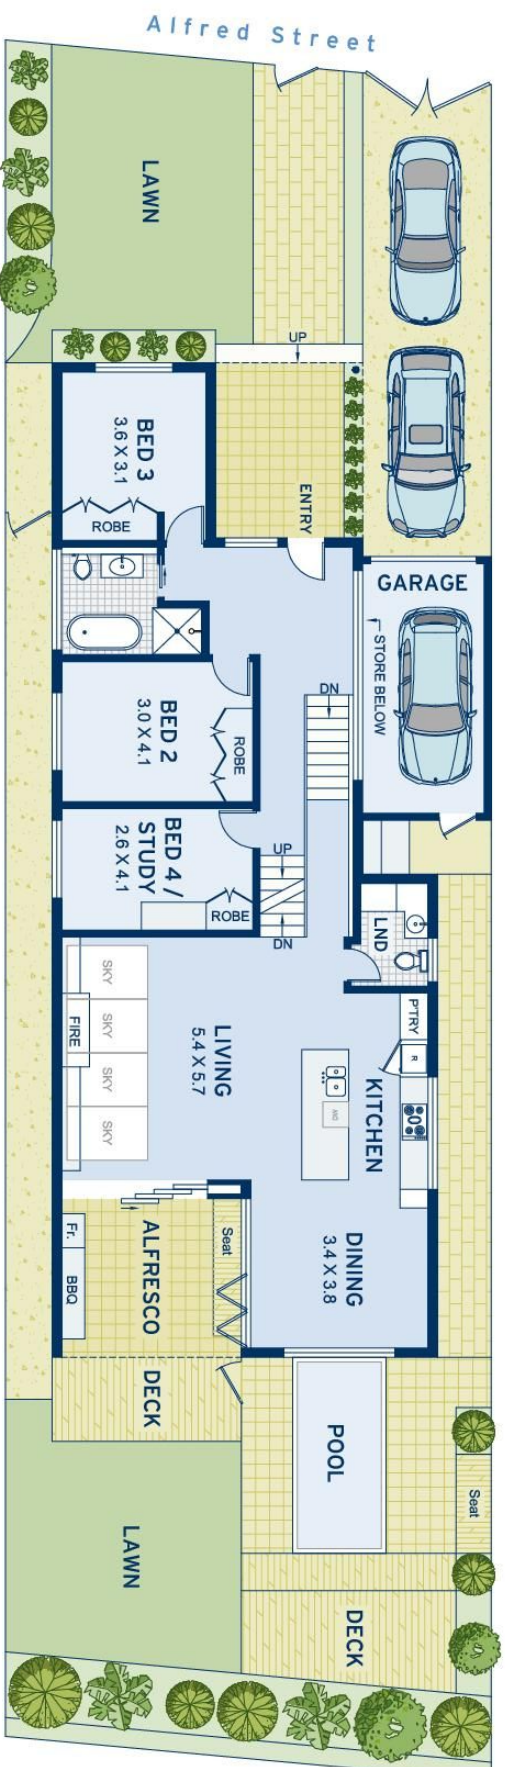 Alfred Street
LAWN
UP
BED 3
3.6 X 3.1
ROBE
ENTRY
GARAGE
STORE BELOW
DN
BED 2
3.0 X 4.1
ROBE
BED 4 /
STUDY
2.6 X 4.1
ROBE
UP
DN
LND
SKY
SKY
SKY
SKY
FIRE
LIVING
5.4 X 5.7
P'TRY
R
KITCHEN
DINING
3.4 X 3.8
Seat
ALFRESCO
Fr.
BBQ
DECK
POOL
Seat
LAWN
DECK